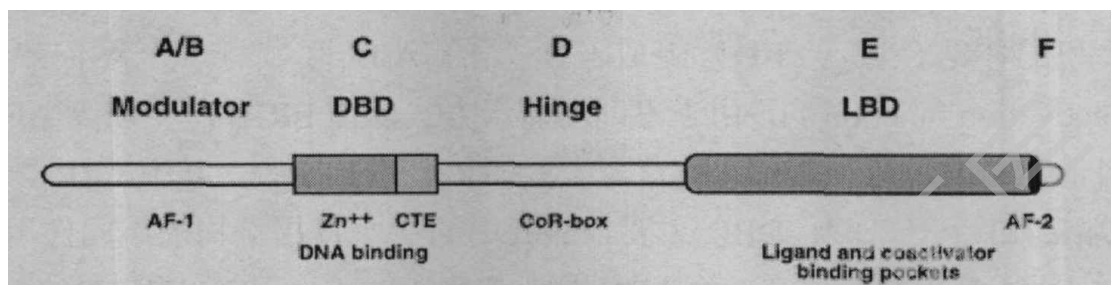 A/B C D E F
Modulator DBD Hinge LBD
AF-1 Zn++ CTE CoR-box AF-2
DNA binding Ligand and coactivator
binding pockets